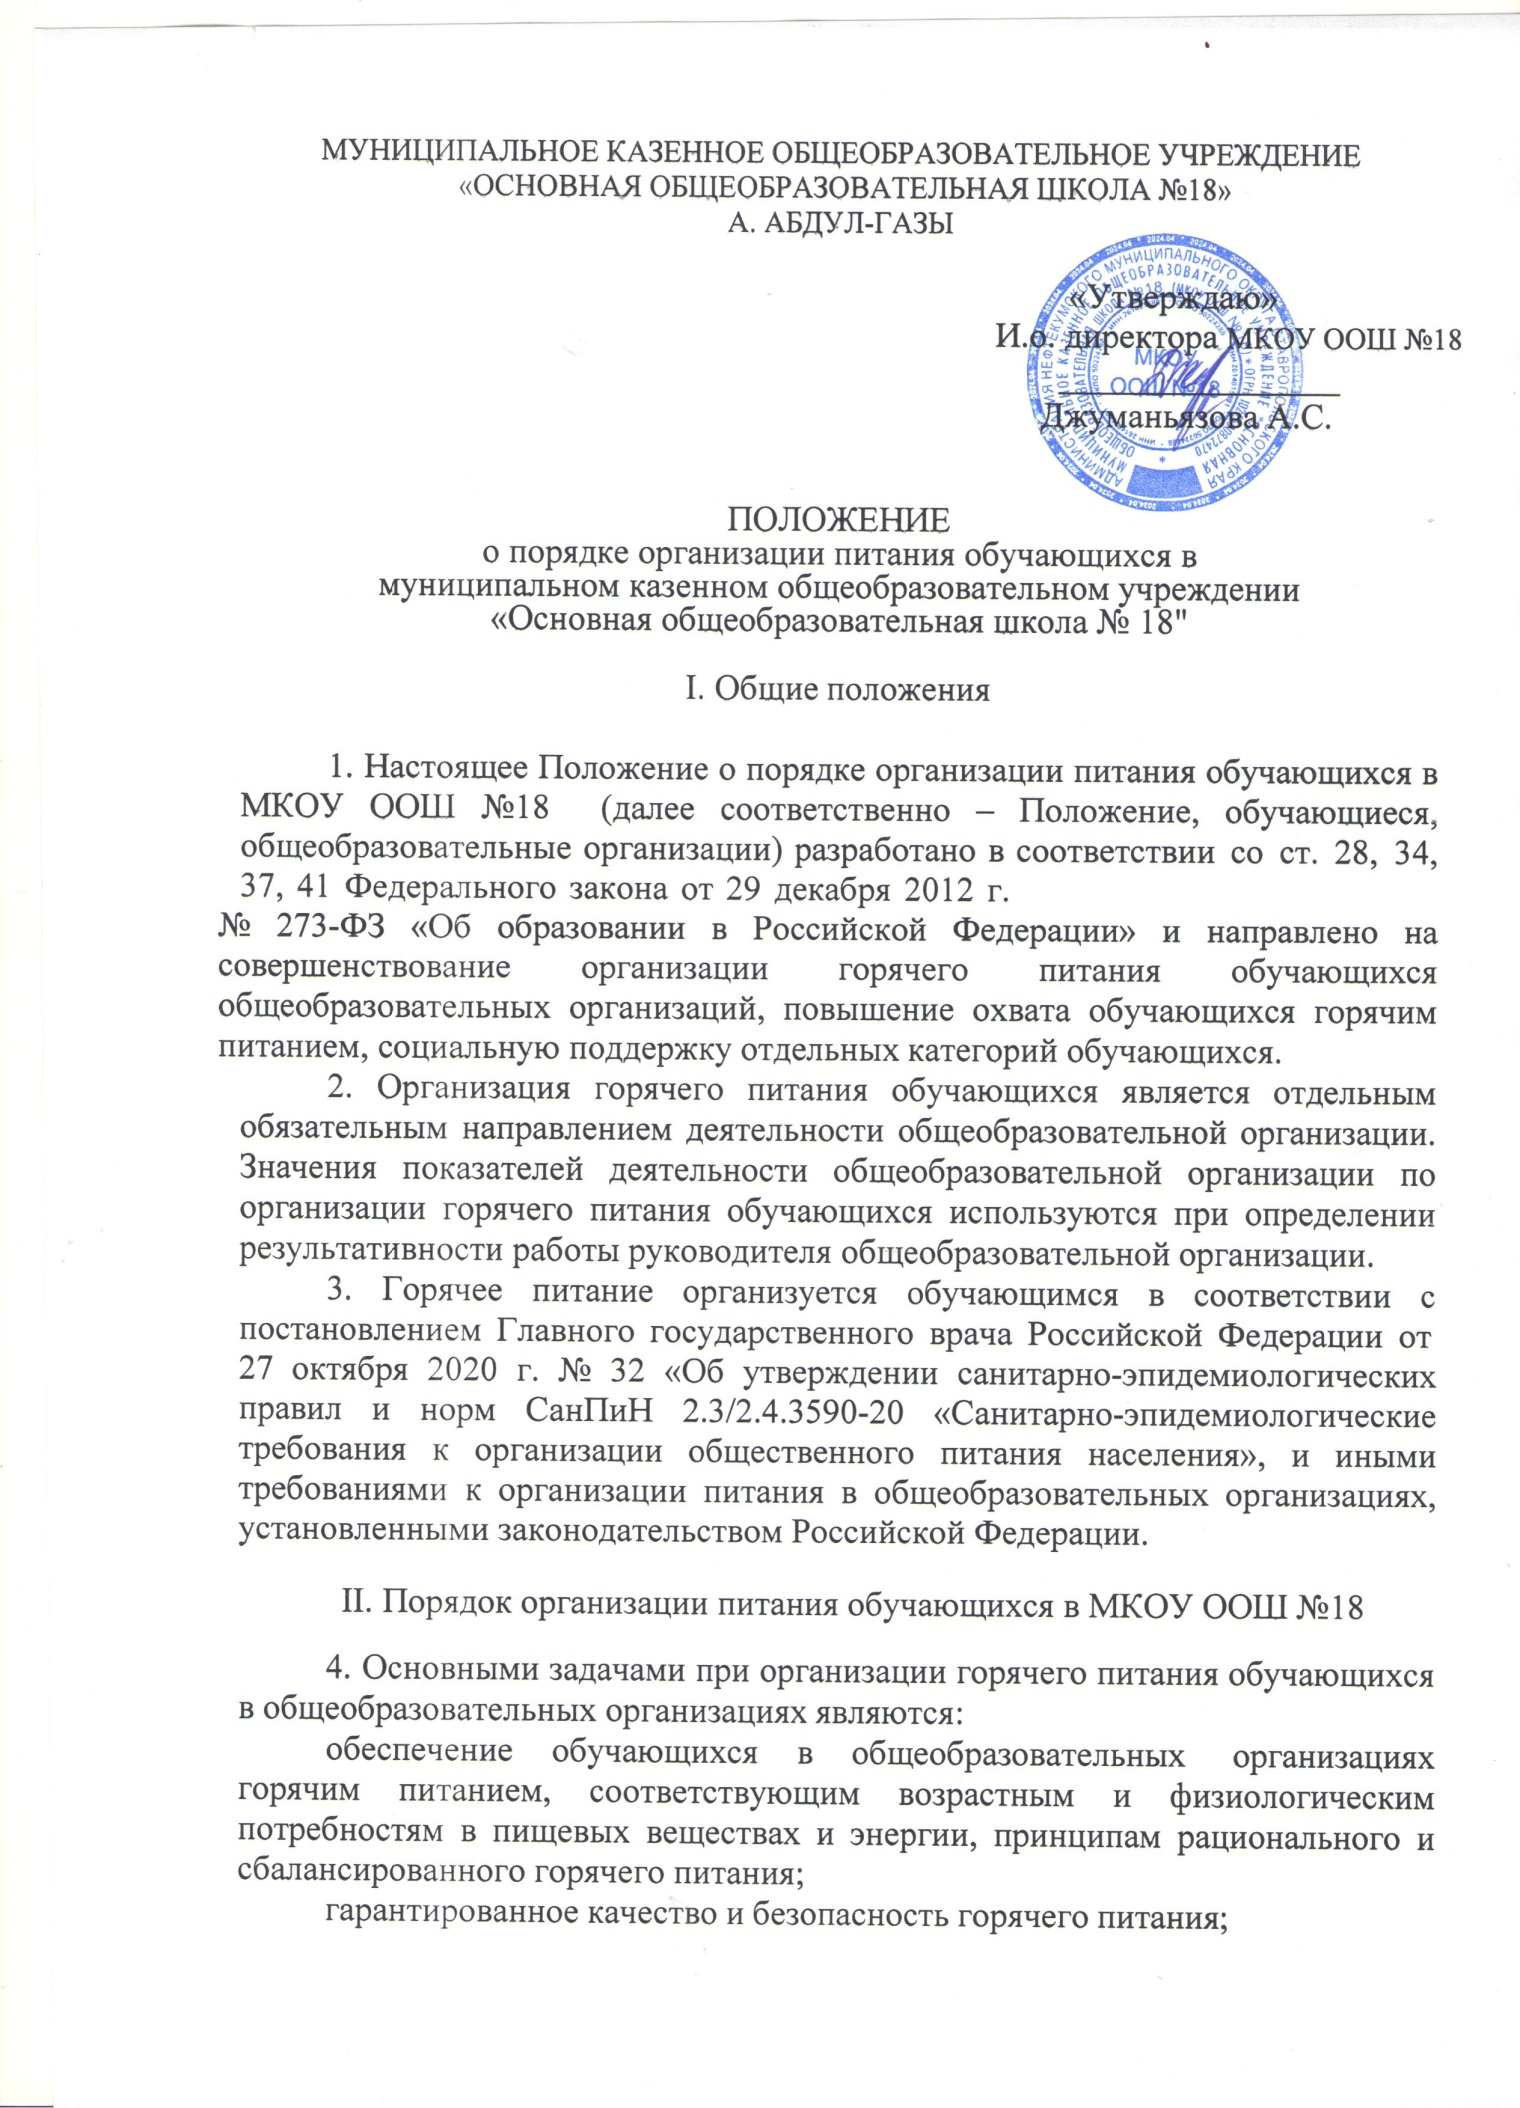 МУНИЦИПАЛЬНОЕ КАЗЕННОЕ ОБЩЕОБРАЗОВАТЕЛЬНОЕ УЧРЕЖДЕНИЕ
«ОСНОВНАЯ ОБЩЕОБРАЗОВАТЕЛЬНАЯ ШКОЛА №18»
А. АБДУЛ-ГАЗЫ
«Утверждаю»
И.о. директора МКОУ ООШ №18
МКОУ
ООШ №18
Джуманьязова А.С.
ПОЛОЖЕНИЕ
о порядке организации питания обучающихся в
муниципальном казенном общеобразовательном учреждении
«Основная общеобразовательная школа № 18"
I. Общие положения
1. Настоящее Положение о порядке организации питания обучающихся в
МКОУ ООШ №18 (далее соответственно – Положение, обучающиеся,
общеобразовательные организации) разработано в соответствии со ст. 28, 34,
37, 41 Федерального закона от 29 декабря 2012 г.
№ 273-ФЗ «Об образовании в Российской Федерации» и направлено на
совершенствование организации горячего питания обучающихся
общеобразовательных организаций, повышение охвата обучающихся горячим
питанием, социальную поддержку отдельных категорий обучающихся.
2. Организация горячего питания обучающихся является отдельным
обязательным направлением деятельности общеобразовательной организации.
Значения показателей деятельности общеобразовательной организации по
организации горячего питания обучающихся используются при определении
результативности работы руководителя общеобразовательной организации.
3. Горячее питание организуется обучающимся в соответствии с
постановлением Главного государственного врача Российской Федерации от
27 октября 2020 г. № 32 «Об утверждении санитарно-эпидемиологических
правил и норм СанПиН 2.3/2.4.3590-20 «Санитарно-эпидемиологические
требования к организации общественного питания населения», и иными
требованиями к организации питания в общеобразовательных организациях,
установленными законодательством Российской Федерации.
II. Порядок организации питания обучающихся в МКОУ ООШ №18
4. Основными задачами при организации горячего питания обучающихся
в общеобразовательных организациях являются:
обеспечение обучающихся в общеобразовательных организациях
горячим питанием, соответствующим возрастным и физиологическим
потребностям в пищевых веществах и энергии, принципам рационального и
сбалансированного горячего питания;
гарантированное качество и безопасность горячего питания;